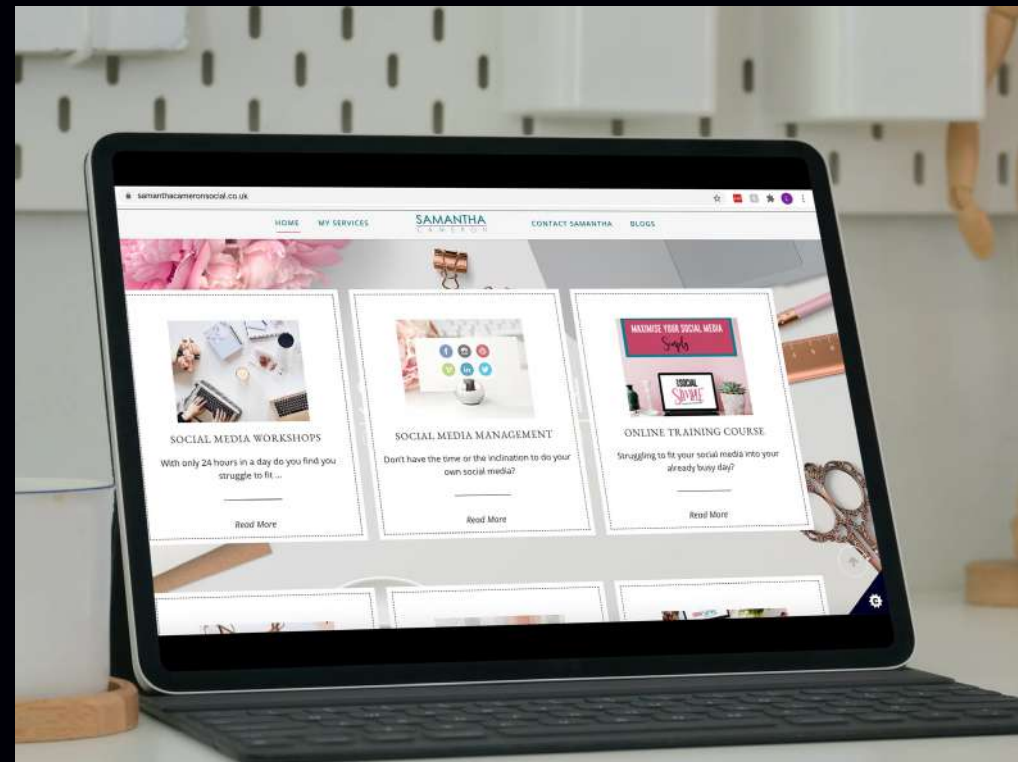 samanthacameronsocial.co.uk
HOME MY SERVICES SAMANTHA CAMERON CONTACT SAMANTHA BLOGS
SOCIAL MEDIA WORKSHOPS
With only 24 hours in a day do you find you
struggle to fit ...
Read More
SOCIAL MEDIA MANAGEMENT
Don't have the time or the inclination to do your
own social media?
Read More
MAXIMISE YOUR SOCIAL MEDIA
Simply
SOCIAL
SIMPLE
ONLINE TRAINING COURSE
Struggling to fit your social media into your
already busy day?
Read More